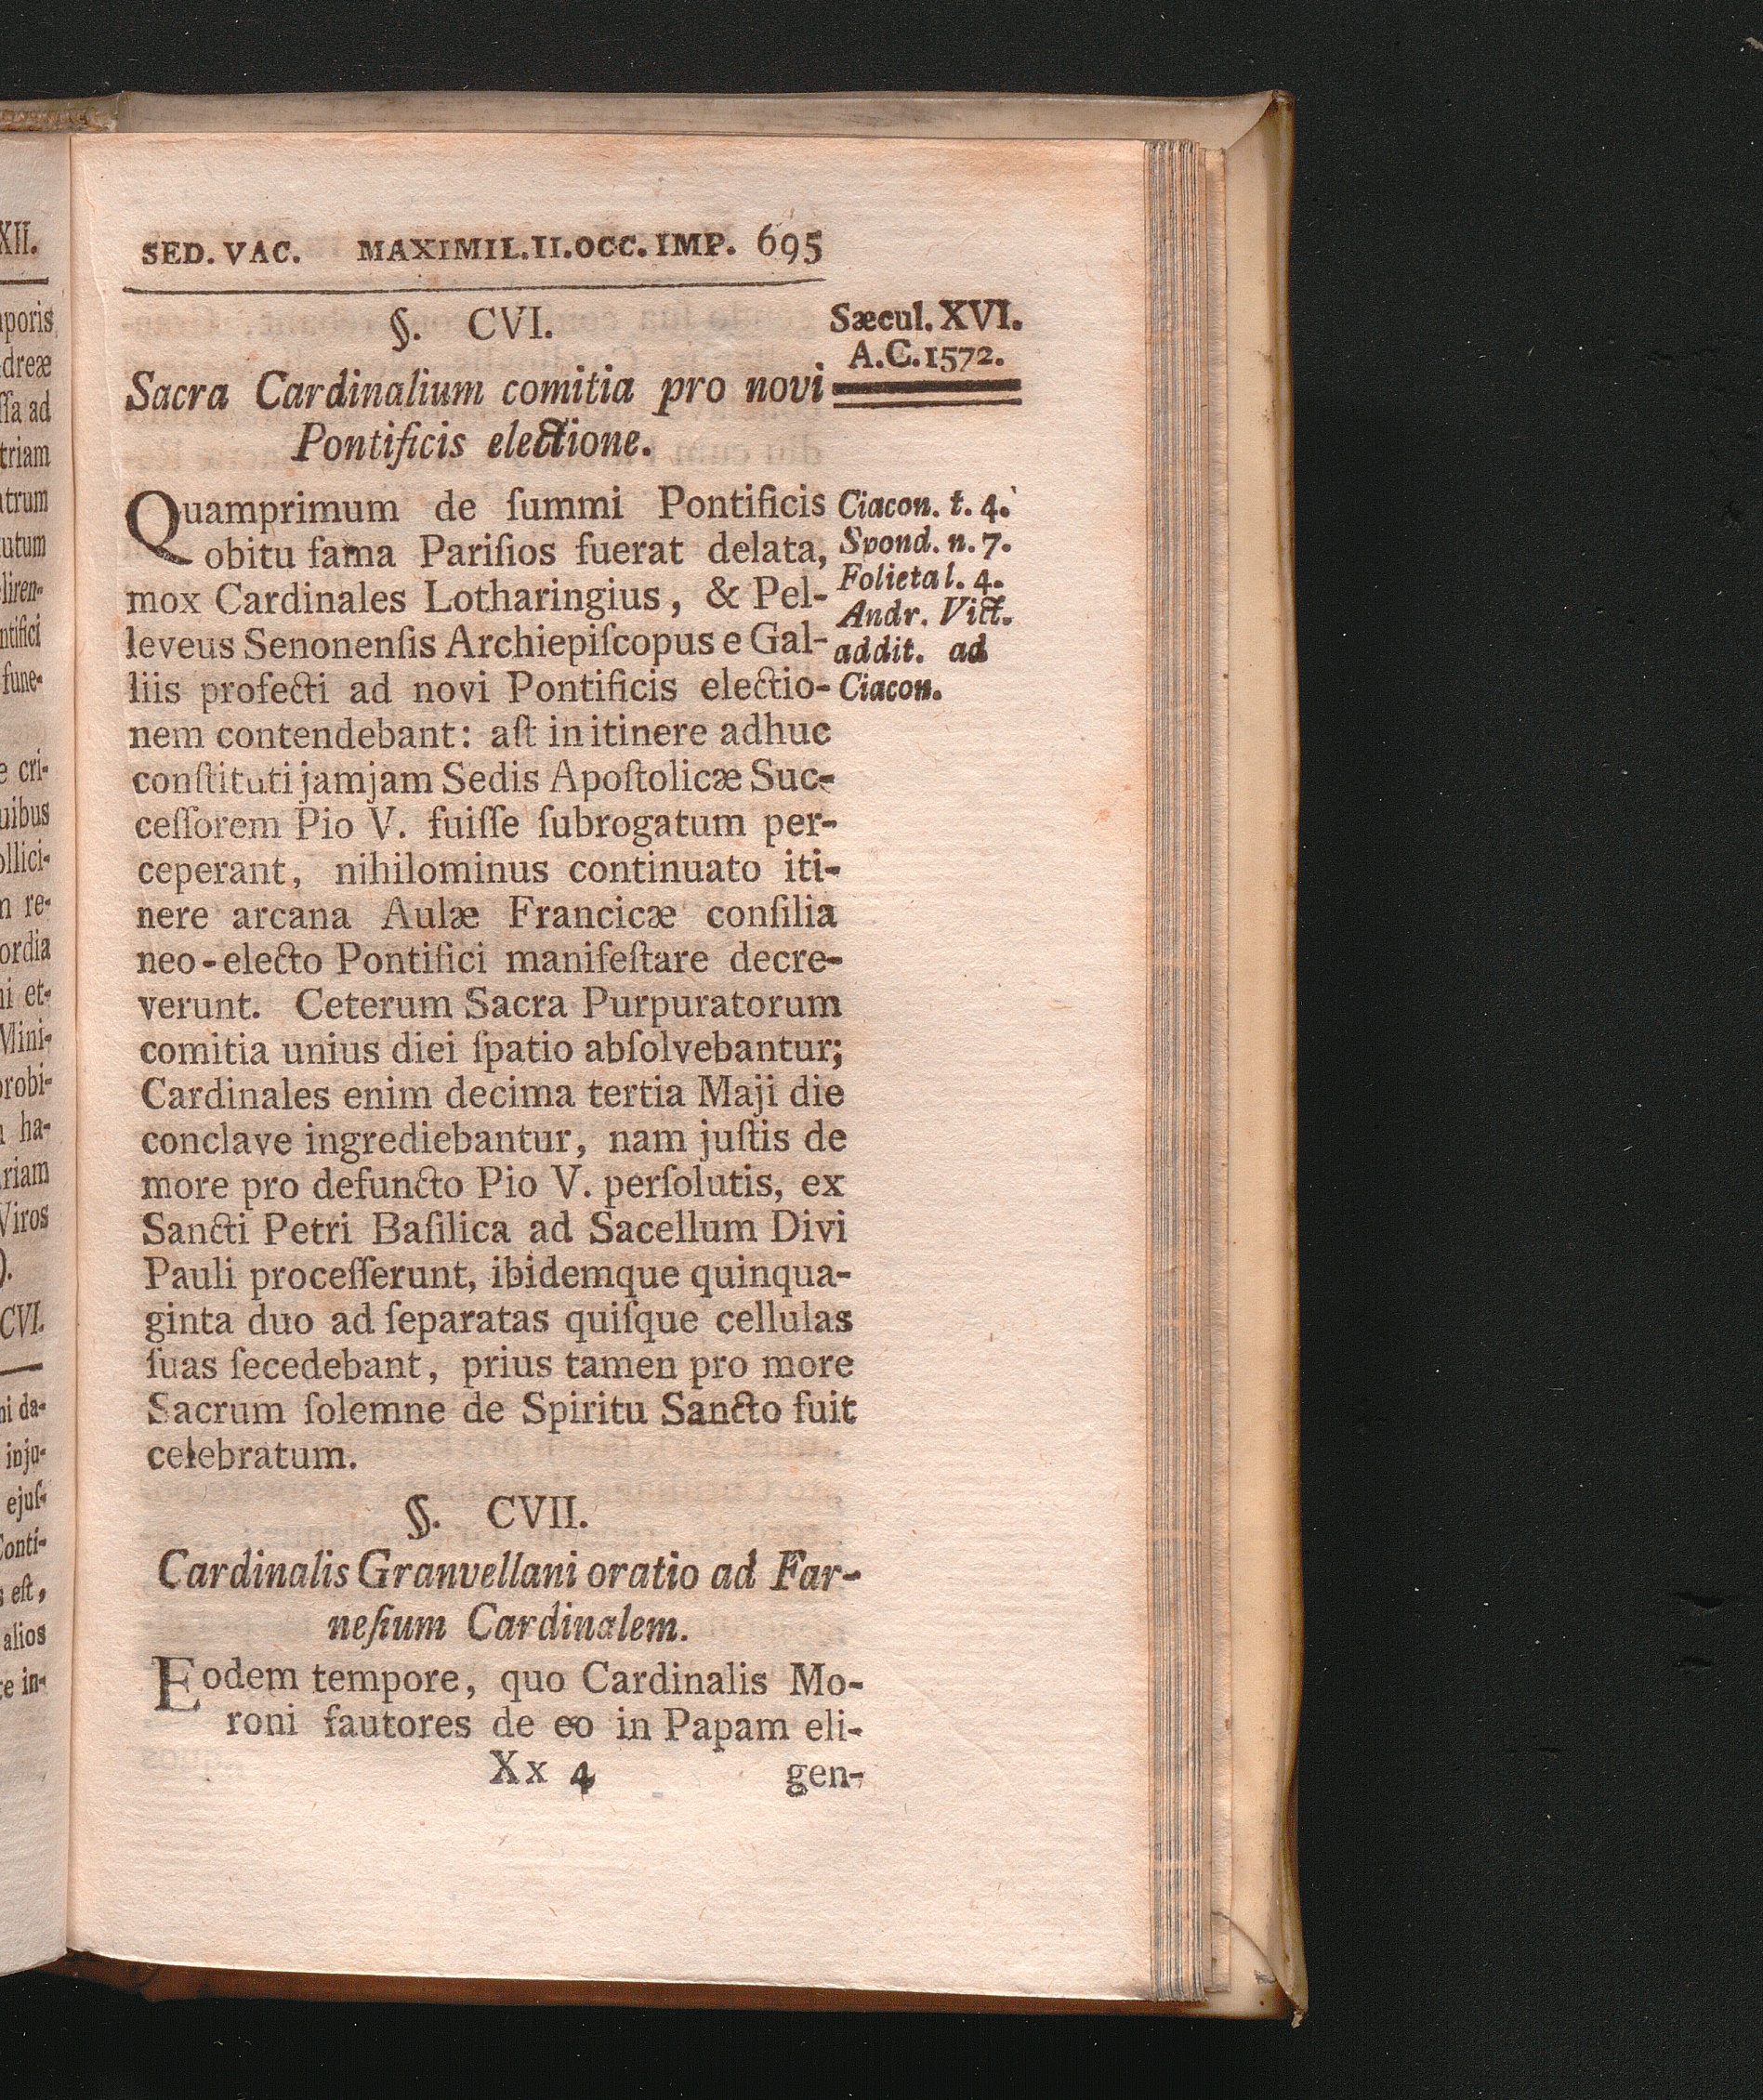 SED. VAC. MAXIMIL.II.OCC.IMP. 695
§. CVI.
Sacra Cardinalium comitia pro novi
Pontificis electione.
Sæcul. XVI.
A.C.1572.
Quamprimum de ſummi Pontificis
obitu fama Pariſios fuerat delata,
mox Cardinales Lotharingius, & Pel-
leveus Senonenſis Archiepiſcopus e Gal-
liis profecti ad novi Pontificis electio-
nem contendebant: aſt in itinere adhuc
conſtituti jamjam Sedis Apoſtolicæ Suc-
ceſſorem Pio V. fuiſſe ſubrogatum per-
ceperant, nihilominus continuato iti-
nere arcana Aulæ Francicæ conſilia
neo-electo Pontifici manifeſtare decre-
verunt. Ceterum Sacra Purpuratorum
comitia unius diei ſpatio abſolvebantur;
Cardinales enim decima tertia Maji die
conclave ingrediebantur, nam juſtis de
more pro defuncto Pio V. perſolutis, ex
Sancti Petri Baſilica ad Sacellum Divi
Pauli proceſſerunt, ibidemque quinqua-
ginta duo ad ſeparatas quiſque cellulas
ſuas ſecedebant, prius tamen pro more
Sacrum ſolemne de Spiritu Sancto fuit
celebratum.
Ciacon. t. 4.
Spond. n. 7.
Folieta l. 4.
Andr. Vict.
addit. ad
Ciacon.
§. CVII.
Cardinalis Granvellani oratio ad Far-
neſium Cardinalem.
Eodem tempore, quo Cardinalis Mo-
roni fautores de eo in Papam eli-
Xx 4 gen-